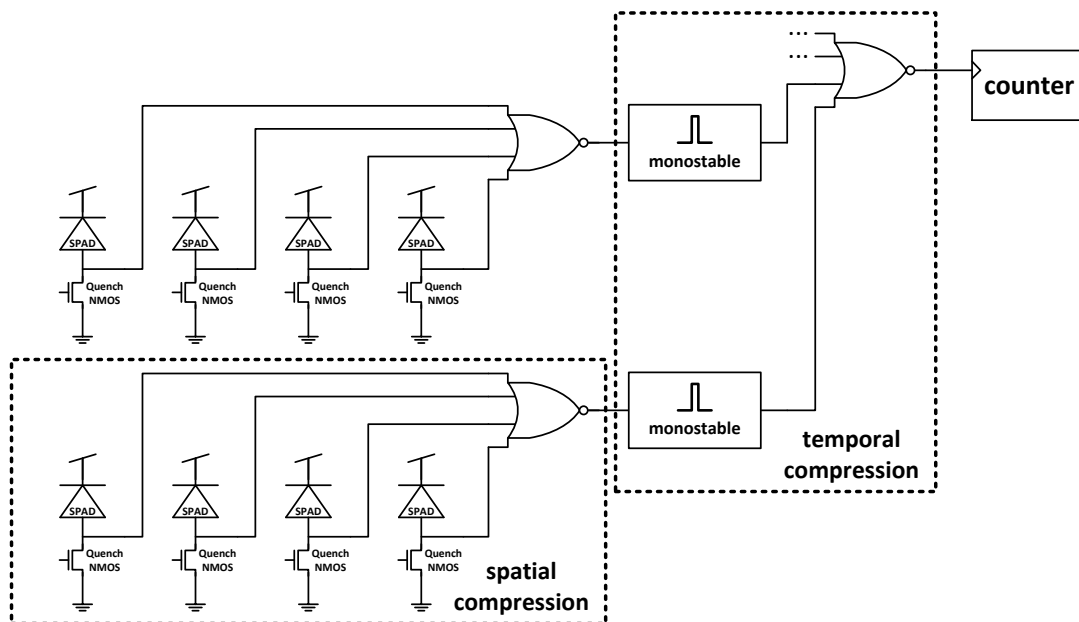 ... 
...
counter
monostable
SPAD SPAD SPAD SPAD
Quench Quench Quench Quench
NMOS NMOS NMOS NMOS
monostable
temporal
compression
SPAD SPAD SPAD SPAD
Quench Quench Quench Quench
NMOS NMOS NMOS NMOS
spatial
compression